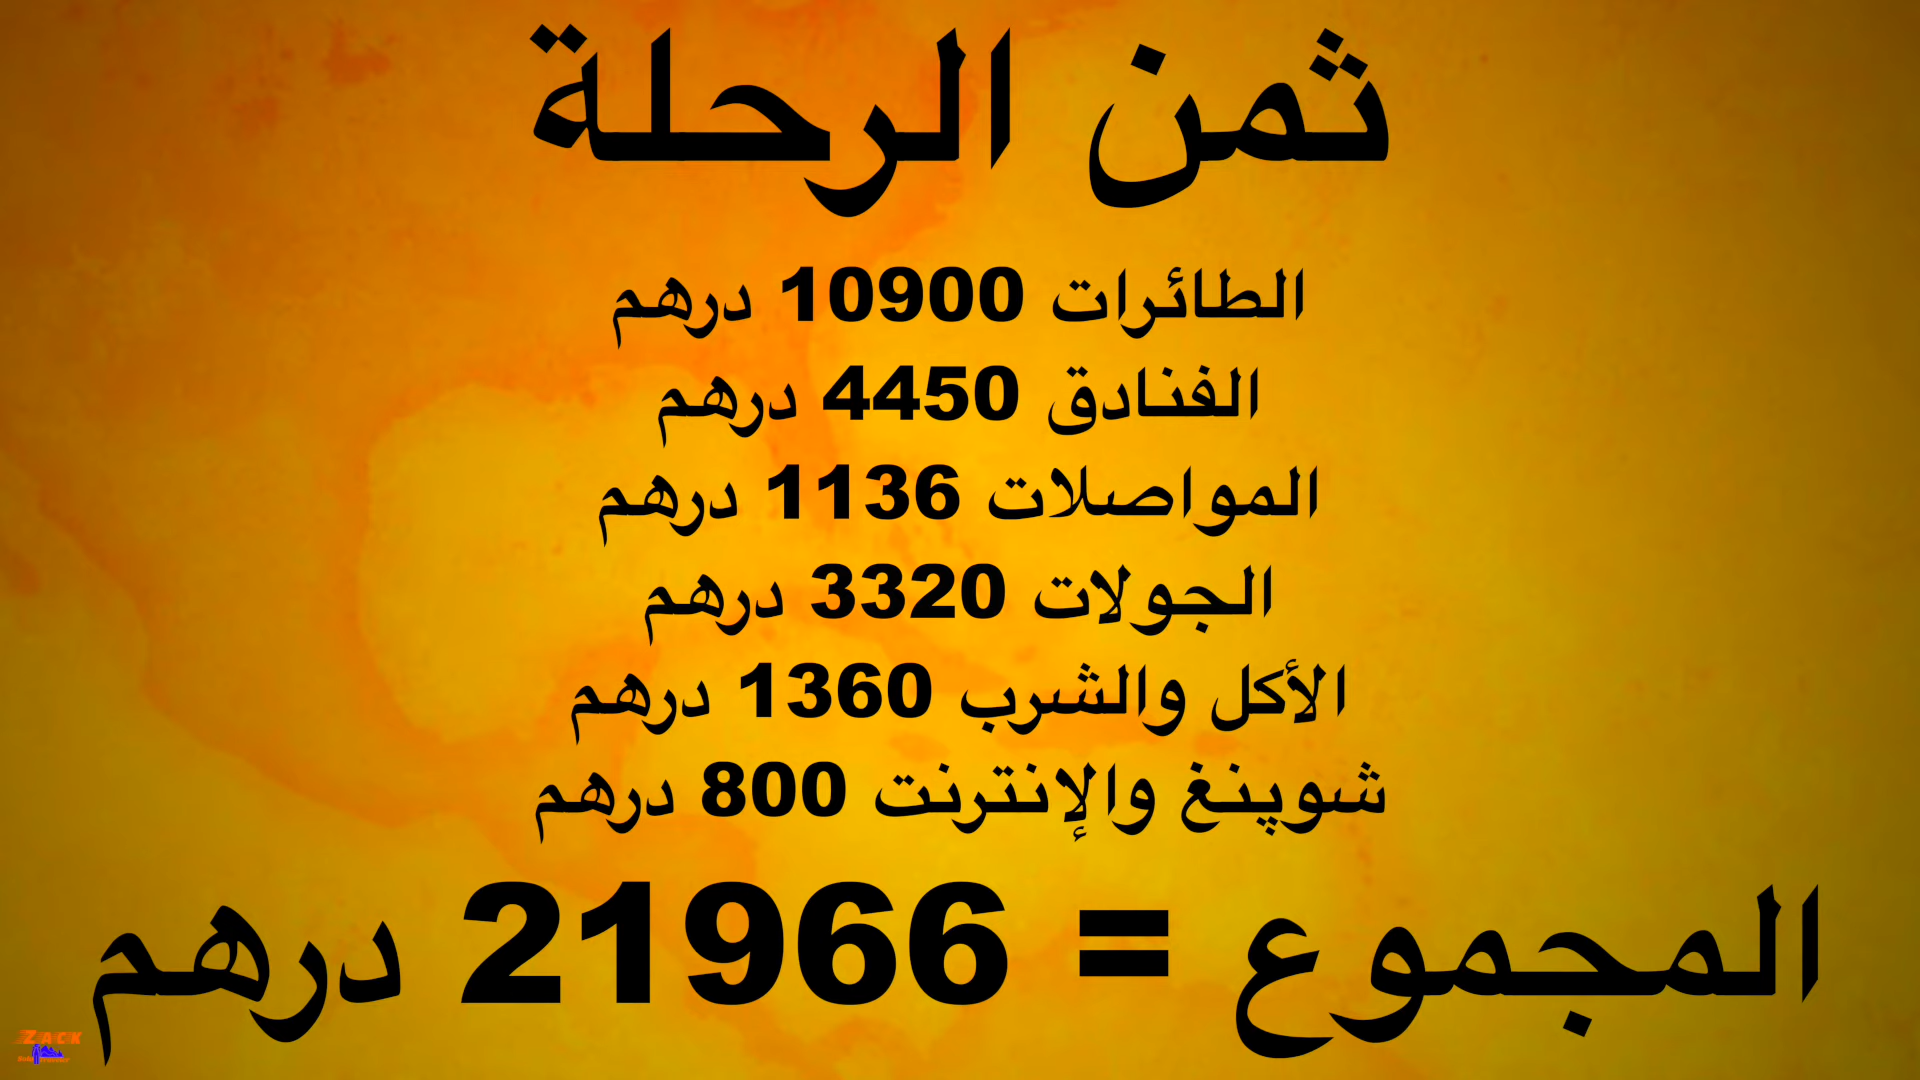 ثمن الرحلة
الطائرات 10900 درهم
الفنادق 4450 درهم
المواصلات 1136 درهم
الجولات 3320 درهم
الأكل والشرب 1360 درهم
شوپنغ والإنترنت 800 درهم
المجموع = 21966 درهم
ZACK